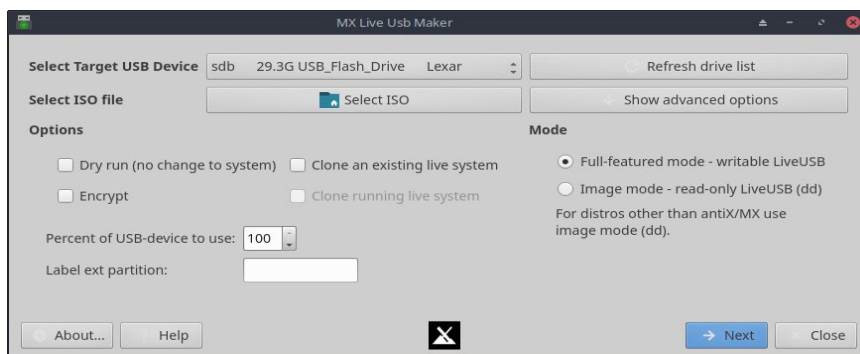 MX Live Usb Maker
Select Target USB Device sdb 29.3G USB_Flash_Drive Lexar Refresh drive list
Select ISO file Select ISO Show advanced options
Options Mode
Dry run (no change to system) Clone an existing live system Full-featured mode - writable LiveUSB
Encrypt Clone running live system Image mode - read-only LiveUSB (dd)
For distros other than antiX/MX use
image mode (dd).
Percent of USB-device to use: 100
Label ext partition:
About... Help Next Close